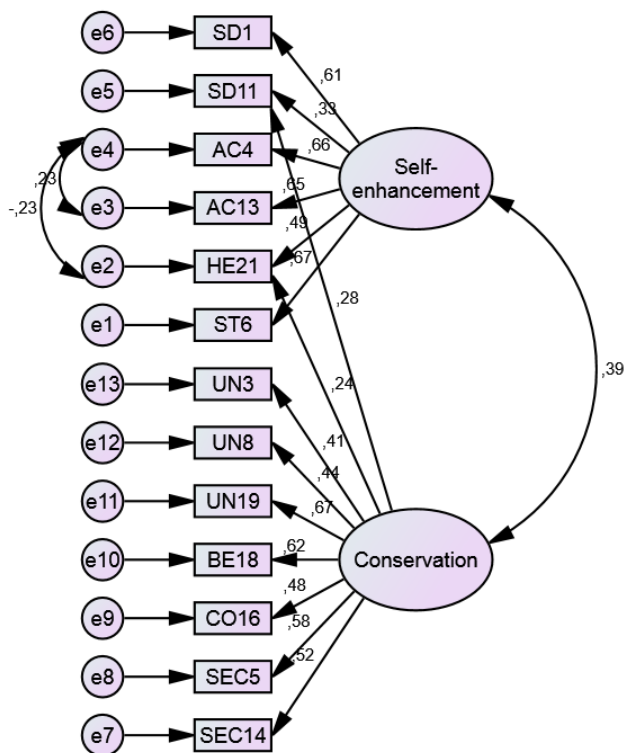 e6
SD1
,61
e5
SD11
,33
e4
AC4
,66
Self-
enhancement
,23
-,23
e3
AC13
,65
,49
e2
HE21
,67
,28
e1
ST6
,39
e13
UN3
,24
,41
e12
UN8
,44
e11
UN19
,67
e10
BE18
,62
Conservation
e9
CO16
,48
,58
e8
SEC5
,52
e7
SEC14